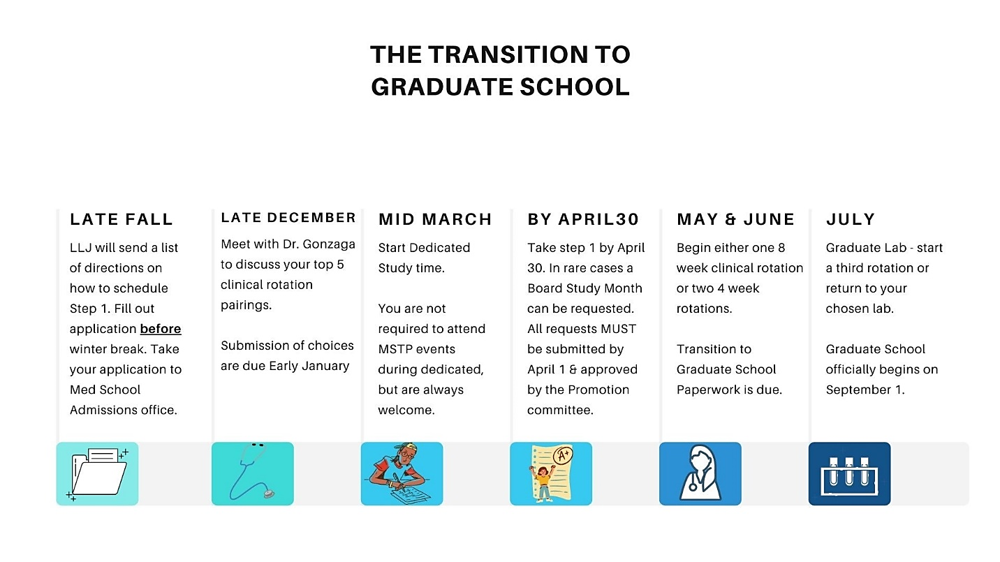 THE TRANSITION TO
GRADUATE SCHOOL
LATE FALL
LLJ will send a list
of directions on
how to schedule
Step 1. Fill out
application before
winter break. Take
your application to
Med School
Admissions office.
LATE DECEMBER
Meet with Dr. Gonzaga
to discuss your top 5
clinical rotation
pairings.
Submission of choices
are due Early January
MID MARCH
Start Dedicated
Study time.
You are not
required to attend
MSTP events
during dedicated,
but are always
welcome.
BY APRIL30
Take step 1 by April
30. In rare cases a
Board Study Month
can be requested.
All requests MUST
be submitted by
April 1 & approved
by the Promotion
committee.
MAY & JUNE
Begin either one 8
week clinical rotation
or two 4 week
rotations.
Transition to
Graduate School
Paperwork is due.
JULY
Graduate Lab - start
a third rotation or
return to your
chosen lab.
Graduate School
officially begins on
September 1.
A+